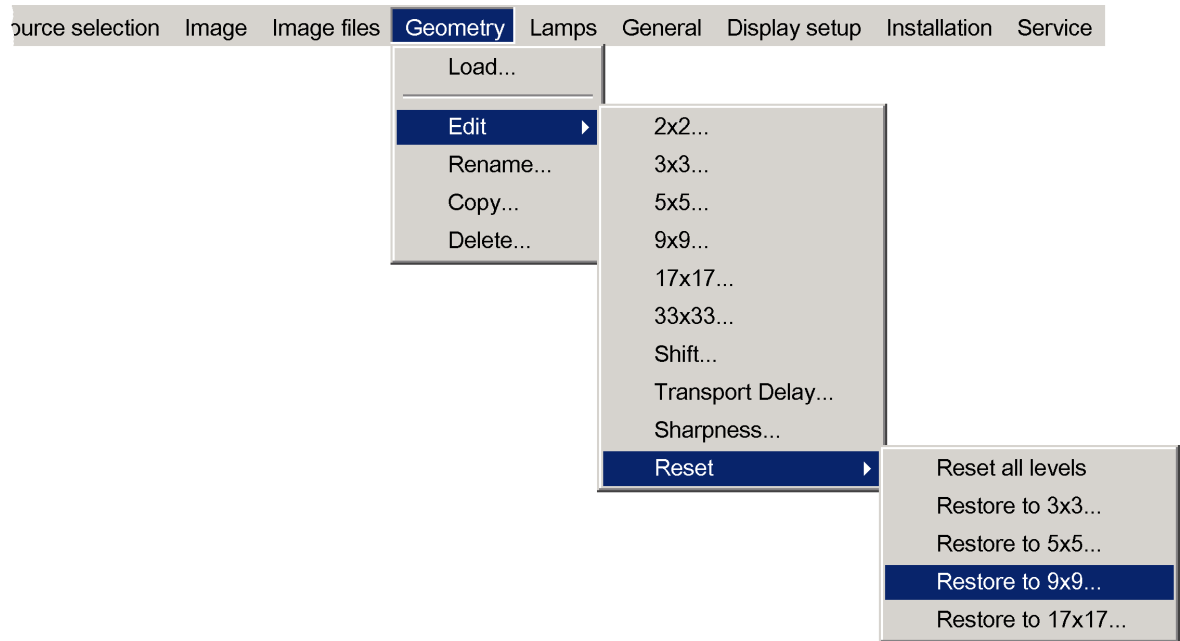 ource selection Image Image files Geometry Lamps General Display setup Installation Service
Load...
Edit
Rename...
Copy...
Delete...
2x2...
3x3...
5x5...
9x9...
17x17...
33x33...
Shift...
Transport Delay...
Sharpness...
Reset
Reset all levels
Restore to 3x3...
Restore to 5x5...
Restore to 9x9...
Restore to 17x17...